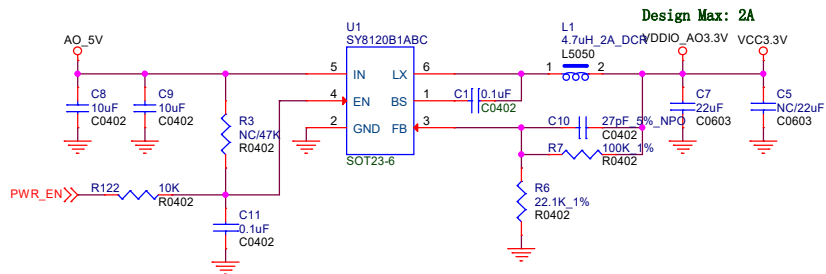 Design Max: 2A
AO_5V
U1
SY8120B1ABC
L1
4.7uH_2A_DCR
L5050
VDDIO_AO3.3V
VCC3.3V
5
IN
LX
6
1
2
4
EN
BS
1
C1
0.1uF
C0402
2
GND
FB
3
SOT23-6
C8
10uF
C0402
C9
10uF
C0402
R3
NC/47K
R0402
C10
27pF_5%_NPO
C0402
R7
100K_1%
R0402
C7
22uF
C0603
C5
NC/22uF
C0603
R6
22.1K_1%
R0402
PWR_EN
R122
10K
R0402
C11
0.1uF
C0402